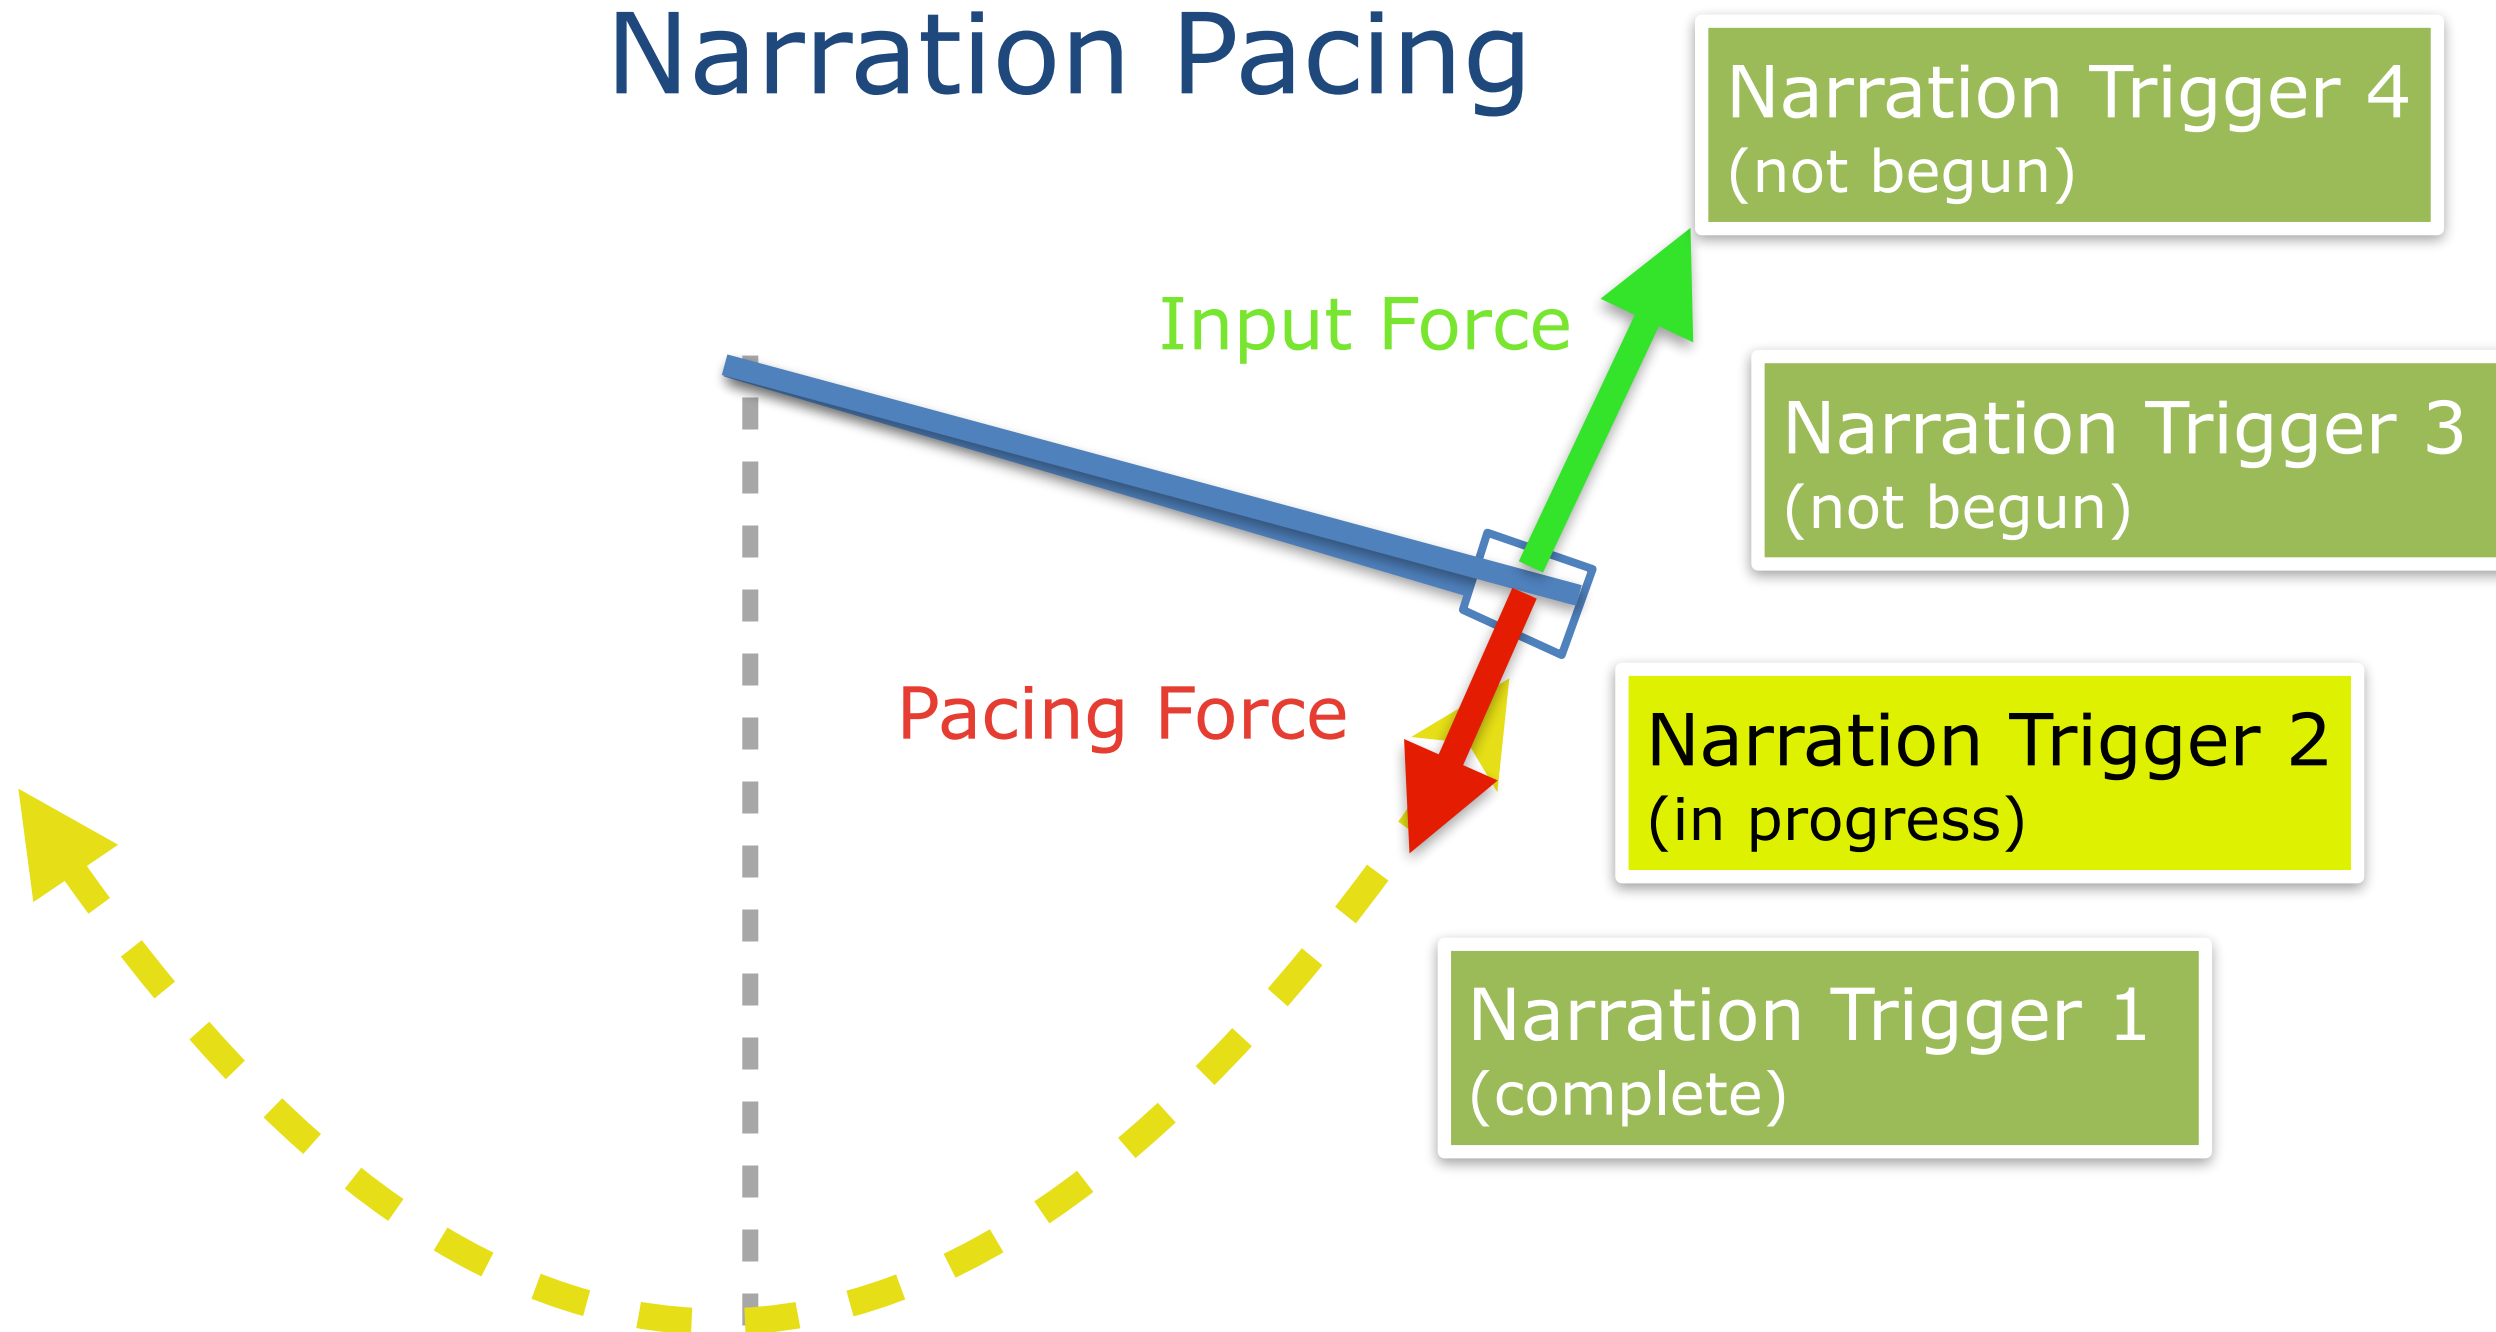 Narration Pacing
Narration Trigger 4
(not begun)
Input Force
Narration Trigger 3
(not begun)
Pacing Force
Narration Trigger 2
(in progress)
Narration Trigger 1
(complete)